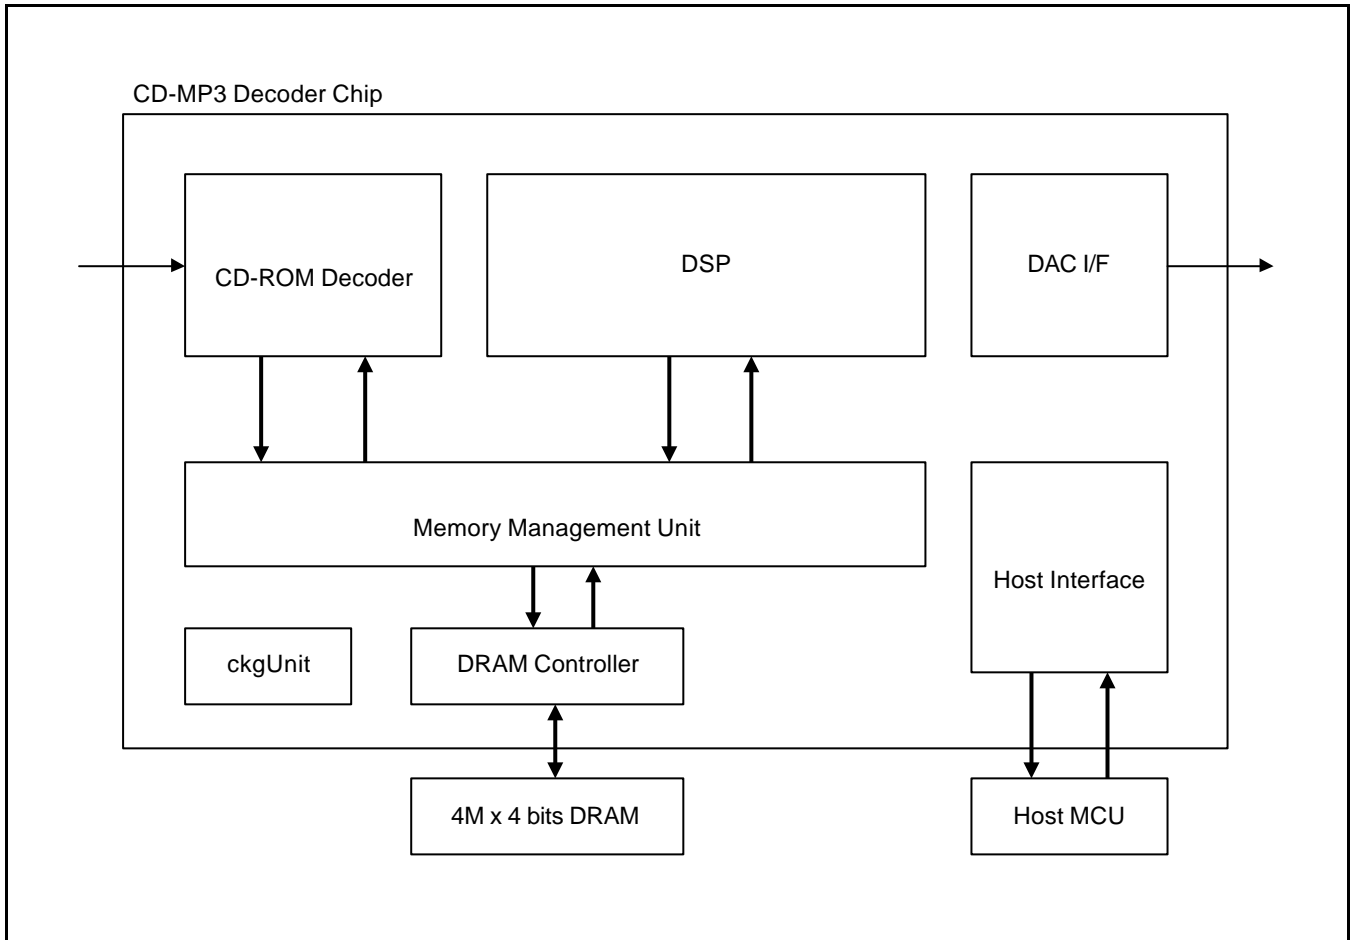 CD-MP3 Decoder Chip
CD-ROM Decoder
DSP
DAC I/F
Memory Management Unit
Host Interface
ckgUnit
DRAM Controller
4M x 4 bits DRAM
Host MCU